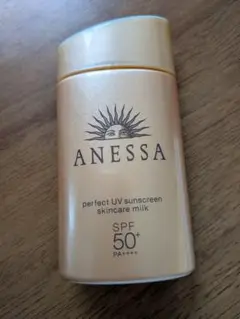 ANESSA
perfect UV sunscreen
skincare milk
SPF
50+
PA++++